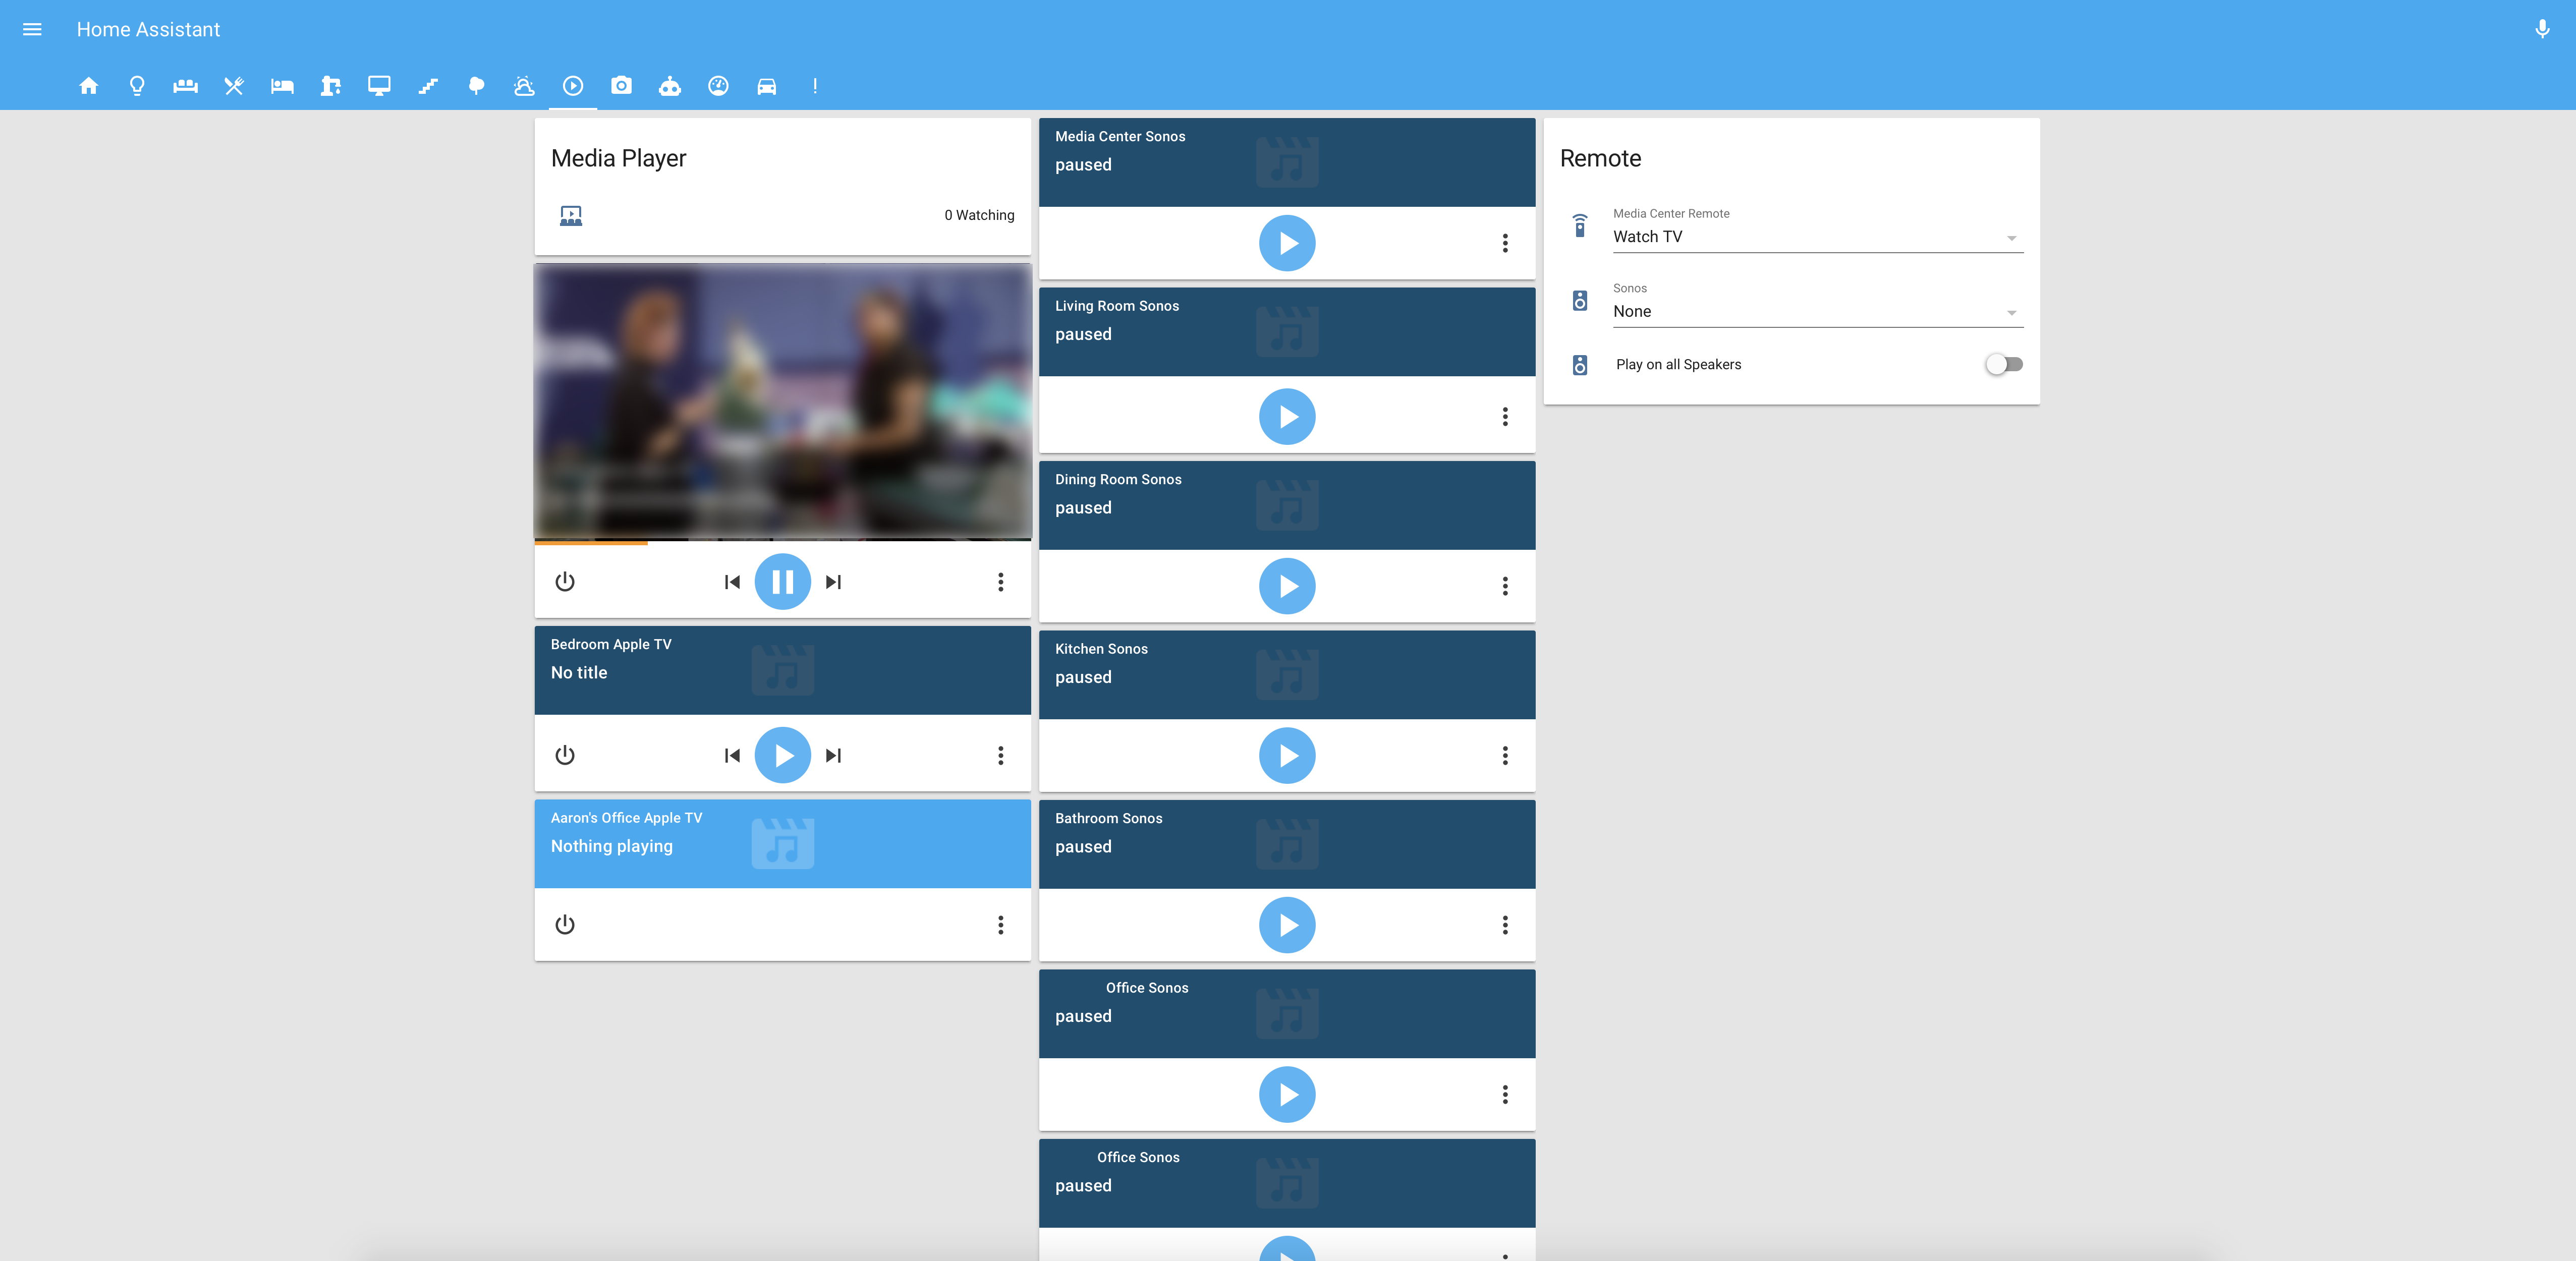 Home Assistant
Media Player
0 Watching
Bedroom Apple TV
No title
Aaron's Office Apple TV
Nothing playing
Media Center Sonos
paused
Living Room Sonos
paused
Dining Room Sonos
paused
Kitchen Sonos
paused
Bathroom Sonos
paused
Office Sonos
paused
Office Sonos
paused
Remote
Media Center Remote
Watch TV
Sonos
None
Play on all Speakers